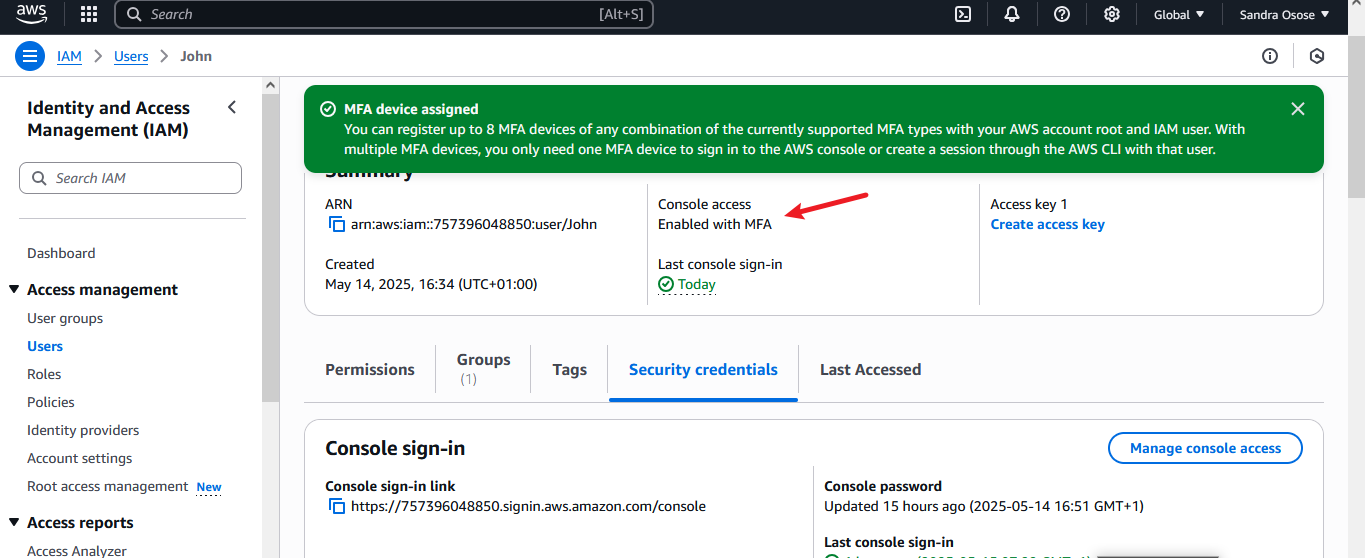 aws
Search [Alt+S]
Global Sandra Osose
IAM > Users > John
Identity and Access
Management (IAM)
Search IAM
Dashboard
Access management
User groups
Users
Roles
Policies
Identity providers
Account settings
Root access management New
Access reports
Access Analyzer
MFA device assigned
You can register up to 8 MFA devices of any combination of the currently supported MFA types with your AWS account root and IAM user. With
multiple MFA devices, you only need one MFA device to sign in to the AWS console or create a session through the AWS CLI with that user.
Summary
ARN
arn:aws:iam::757396048850:user/John
Created
May 14, 2025, 16:34 (UTC+01:00)
Console access
Enabled with MFA
Last console sign-in
Today
Access key 1
Create access key
Permissions
Groups
(1)
Tags
Security credentials
Last Accessed
Console sign-in
Manage console access
Console sign-in link
https://757396048850.signin.aws.amazon.com/console
Console password
Updated 15 hours ago (2025-05-14 16:51 GMT+1)
Last console sign-in